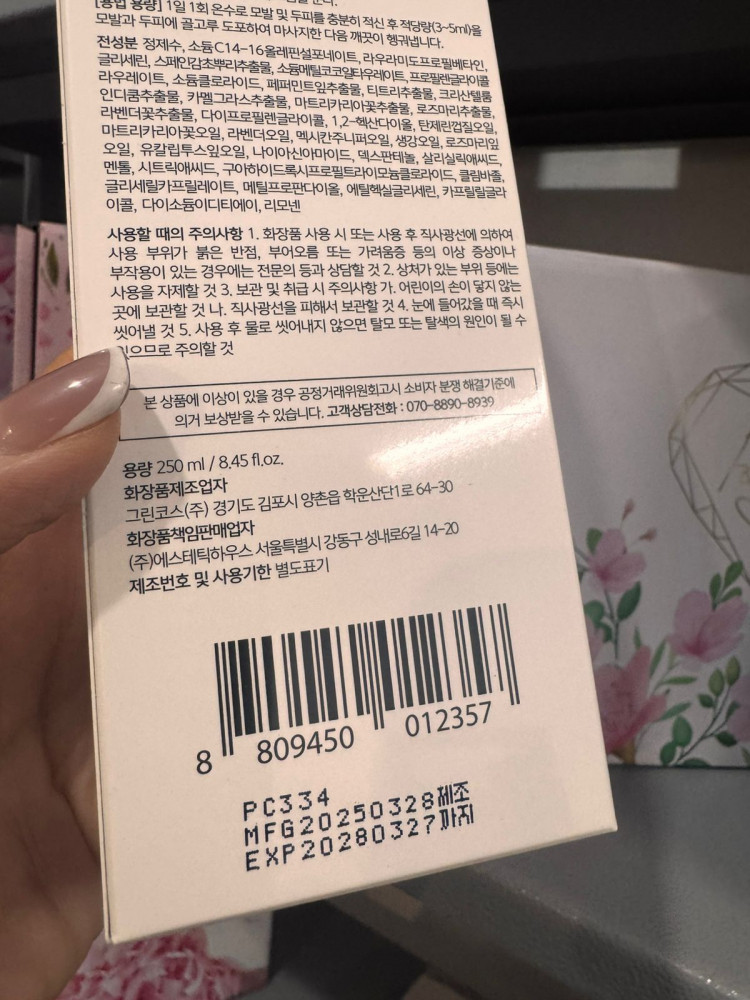 [용법 용량] 1일 1회 온수로 모발 및 두피를 충분히 적신 후 적당량(3~5ml)을
모발과 두피에 골고루 도포하여 마사지한 다음 깨끗이 헹궈냅니다.
전성분 정제수, 소듐C14-16올레핀설포네이트, 라우라미도프로필베타인,
글리세린, 스페인감초뿌리추출물, 소듐메틸코코일타우레이트, 프로필렌글라이콜
라우레이트, 소듐클로라이드, 페퍼민트잎추출물, 티트리추출물, 크리산텔룸
인디쿰추출물, 카멜그라스추출물, 마트리카리아꽃추출물, 로즈마리추출물,
라벤더꽃추출물, 다이프로필렌글라이콜, 1,2-헥산다이올, 탄제린껍질오일,
마트리카리아꽃오일, 라벤더오일, 멕시칸주니퍼오일, 생강오일, 로즈마리잎
오일, 유칼립투스잎오일, 나이아신아마이드, 덱스판테놀, 살리실릭애씨드,
멘톨, 시트릭애씨드, 구아하이드록시프로필트라이모늄클로라이드, 클림바졸,
글리세릴카프릴레이트, 메틸프로판다이올, 에틸헥실글리세린, 카프릴릴글라
이콜, 다이소듐이디티에이, 리모넨
사용할 때의 주의사항 1. 화장품 사용 시 또는 사용 후 직사광선에 의하여
사용 부위가 붉은 반점, 부어오름 또는 가려움증 등의 이상 증상이나
부작용이 있는 경우에는 전문의 등과 상담할 것 2. 상처가 있는 부위 등에는
사용을 자제할 것 3. 보관 및 취급 시 주의사항 가. 어린이의 손이 닿지 않는
곳에 보관할 것 나. 직사광선을 피해서 보관할 것 4. 눈에 들어갔을 때 즉시
씻어낼 것 5. 사용 후 물로 씻어내지 않으면 탈모 또는 탈색의 원인이 될 수
있으므로 주의할 것
본 상품에 이상이 있을 경우 공정거래위원회고시 소비자 분쟁 해결기준에
의거 보상받을 수 있습니다. 고객상담전화 : 070-8890-8939
용량 250 ml / 8.45 fl.oz.
화장품제조업자
그린코스(주) 경기도 김포시 양촌읍 학운산단1로 64-30
화장품책임판매업자
(주)에스테틱하우스 서울특별시 강동구 성내로6길 14-20
제조번호 및 사용기한 별도표기
8 809450 012357
PC334
MFG20250328제조
EXP20280327까지